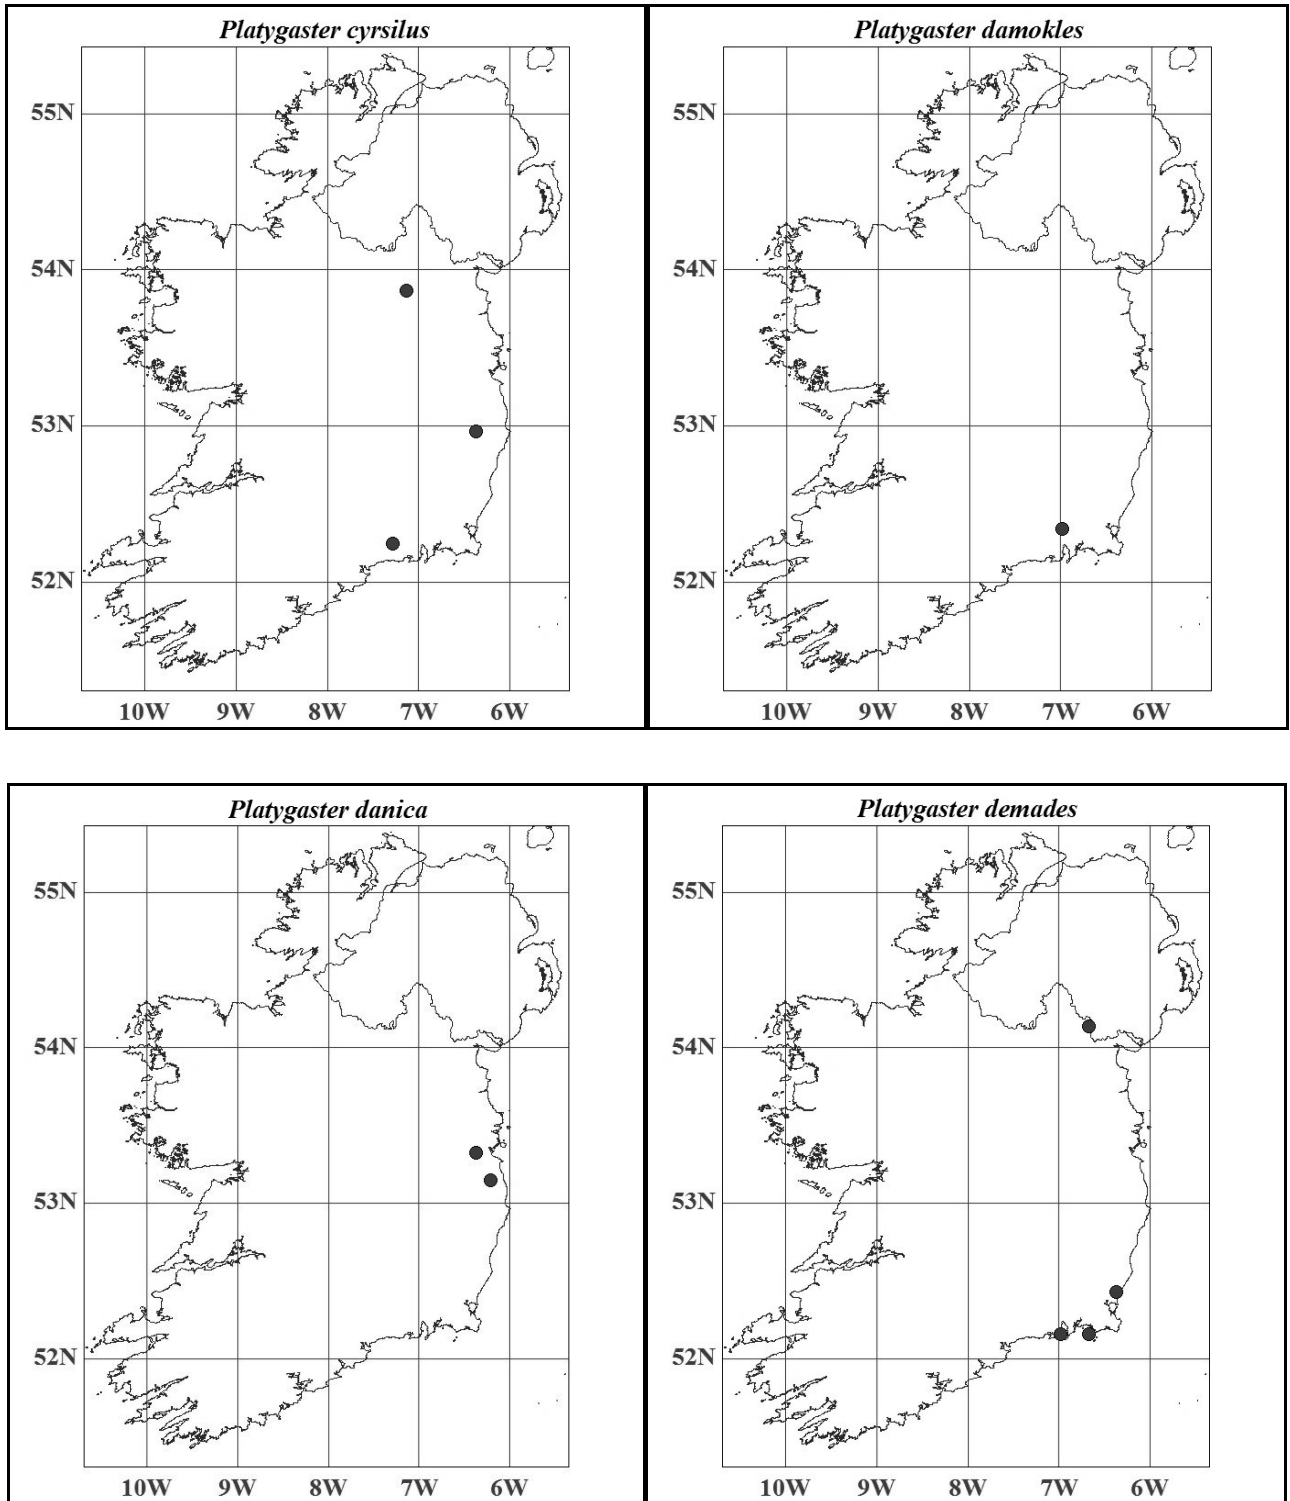 Platygaster cyrsilus
55N
54N
53N
52N
10W 9W 8W 7W 6W
Platygaster damokles
55N
54N
53N
52N
10W 9W 8W 7W 6W
Platygaster danica
55N
54N
53N
52N
10W 9W 8W 7W 6W
Platygaster demades
55N
54N
53N
52N
10W 9W 8W 7W 6W